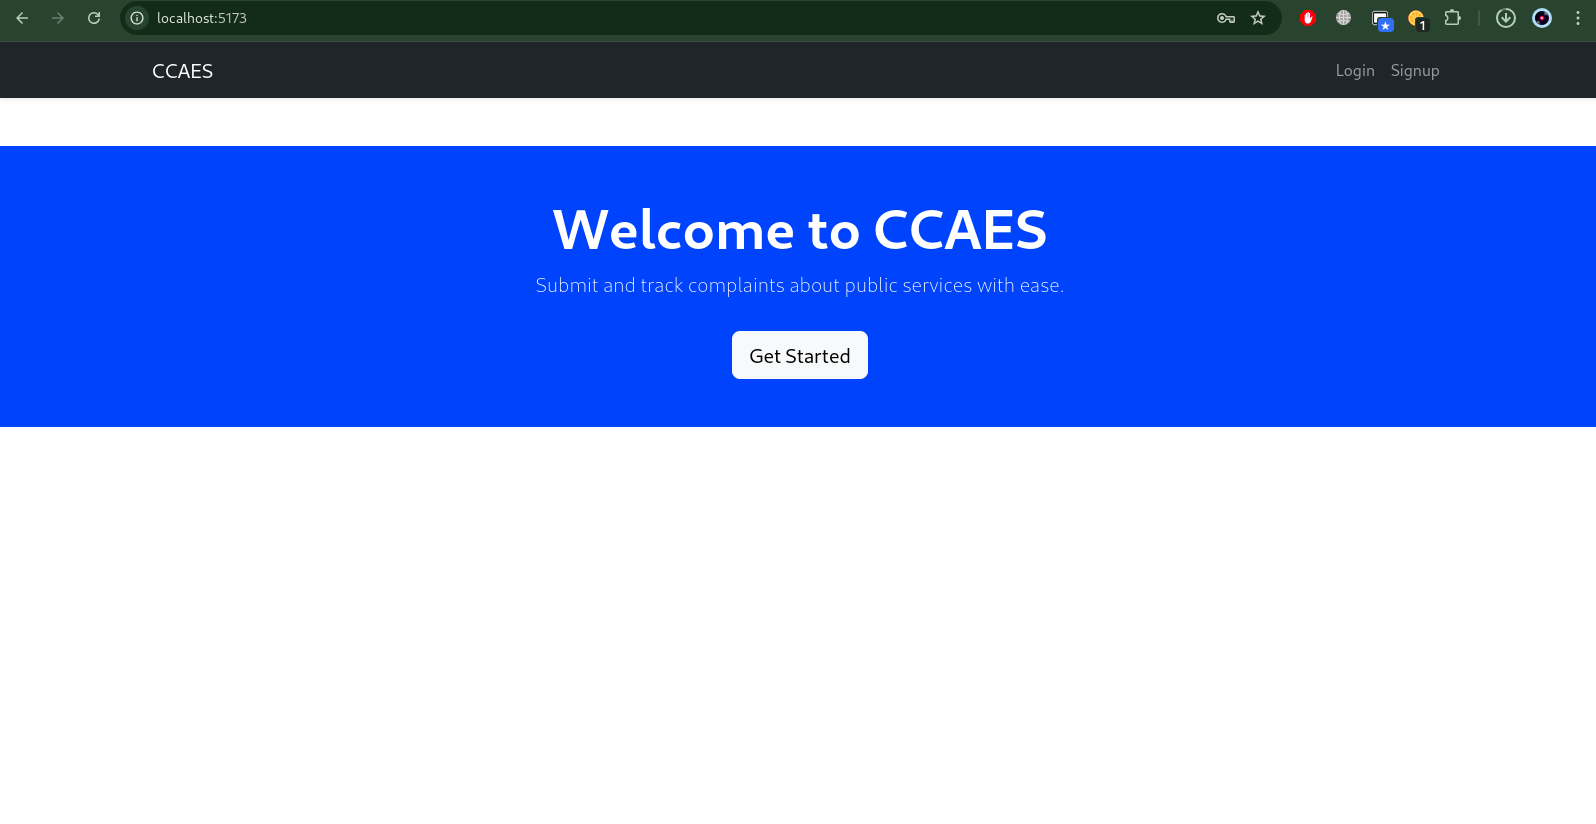 localhost:5173
1
CCAES
Login Signup
Welcome to CCAES
Submit and track complaints about public services with ease.
Get Started